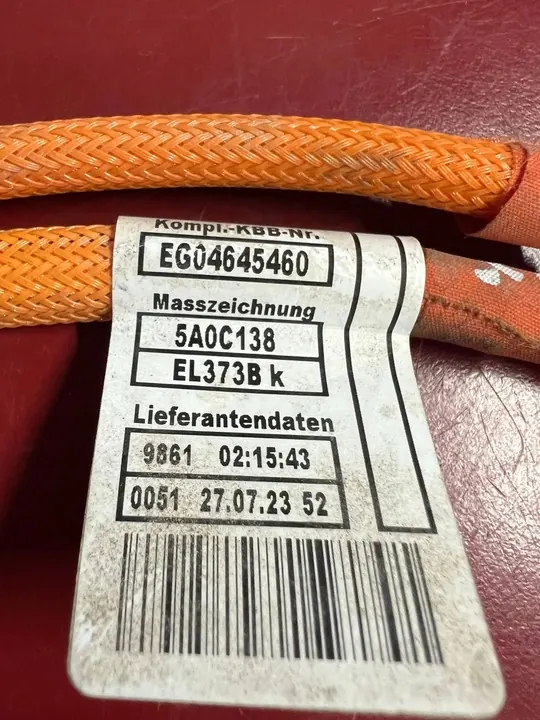 Kompl.-KBB-Nr.
EG04645460
Masszeichnung
5A0C138
EL373B k
Lieferantendaten
9861 02:15:43
0051 27.07.23 52